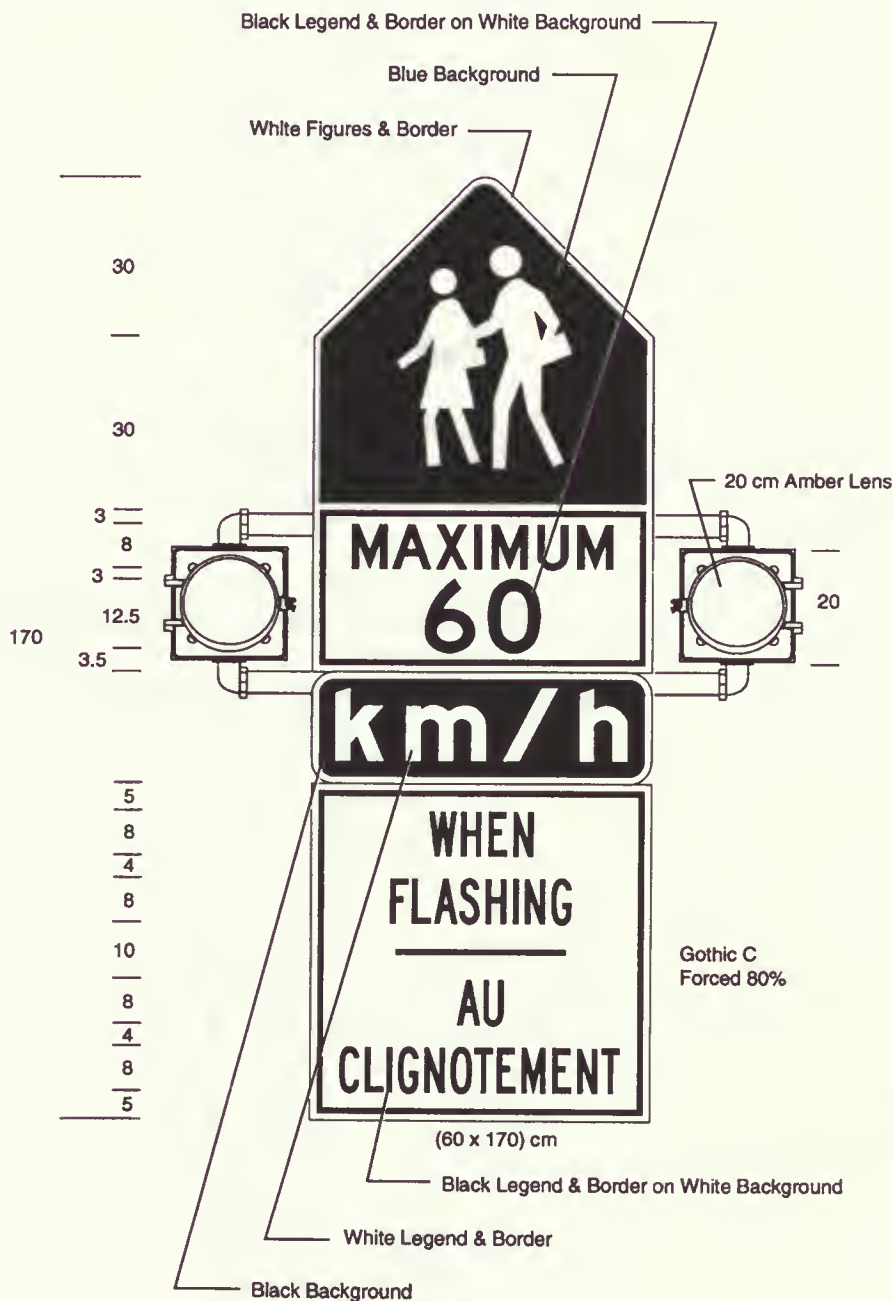 Black Legend & Border on White Background
Blue Background
White Figures & Border
30
30
20 cm Amber Lens
3
8
MAXIMUM
3
60
12.5
20
170
3.5
km/h
5
8
WHEN
4
8
FLASHING
10
Gothic C
Forced 80%
8
AU
4
8
CLIGNOTEMENT
5
(60 x 170) cm
Black Legend & Border on White Background
White Legend & Border
Black Background